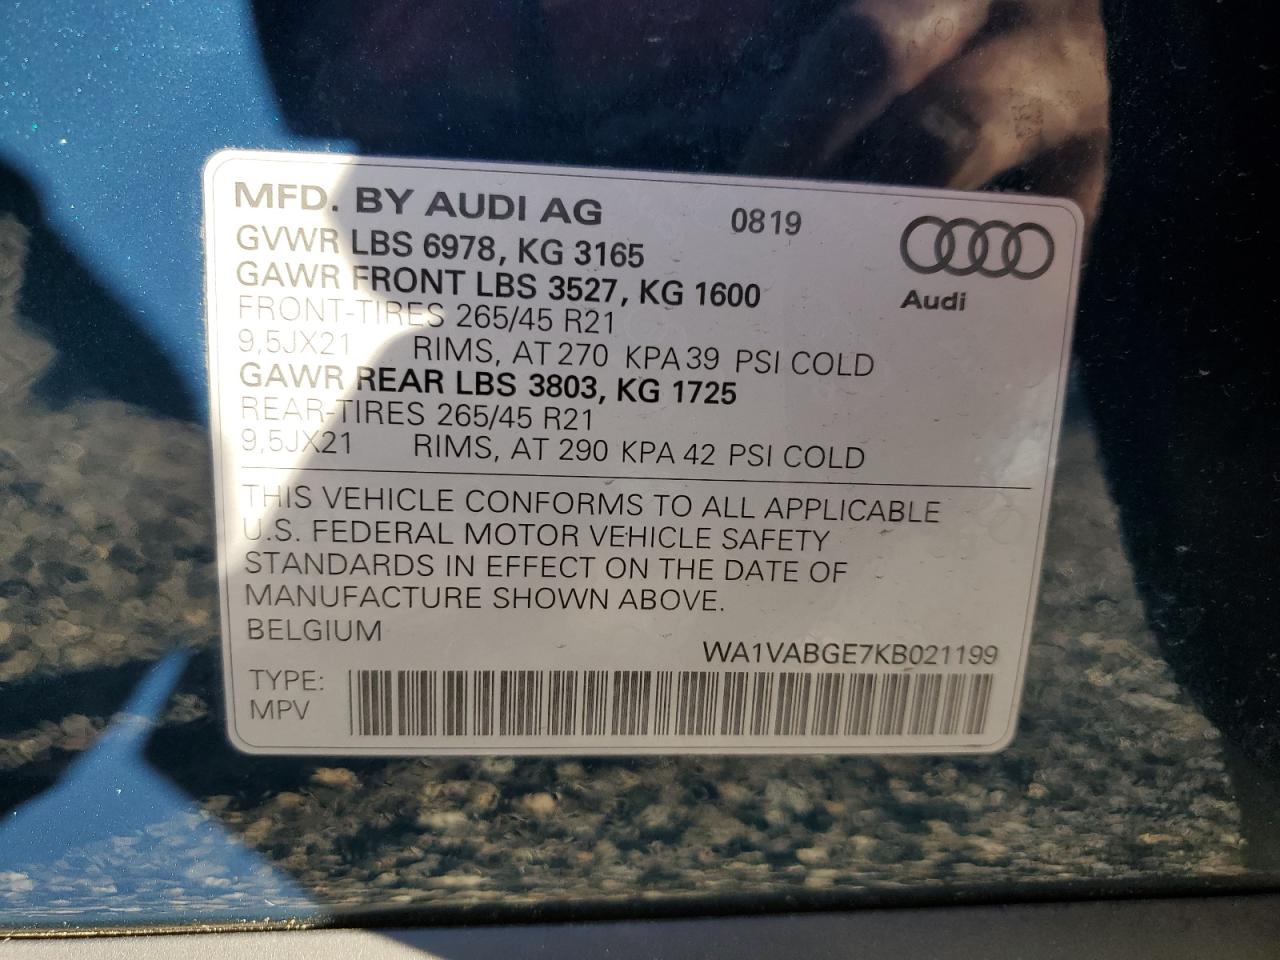 MFD. BY AUDI AG 0819
GVWR LBS 6978, KG 3165
GAWR FRONT LBS 3527, KG 1600
Audi
FRONT-TIRES 265/45 R21
9,5JX21 RIMS, AT 270 KPA 39 PSI COLD
GAWR REAR LBS 3803, KG 1725
REAR-TIRES 265/45 R21
9,5JX21 RIMS, AT 290 KPA 42 PSI COLD
THIS VEHICLE CONFORMS TO ALL APPLICABLE
U.S. FEDERAL MOTOR VEHICLE SAFETY
STANDARDS IN EFFECT ON THE DATE OF
MANUFACTURE SHOWN ABOVE.
BELGIUM
WA1VABGE7KB021199
TYPE:
MPV